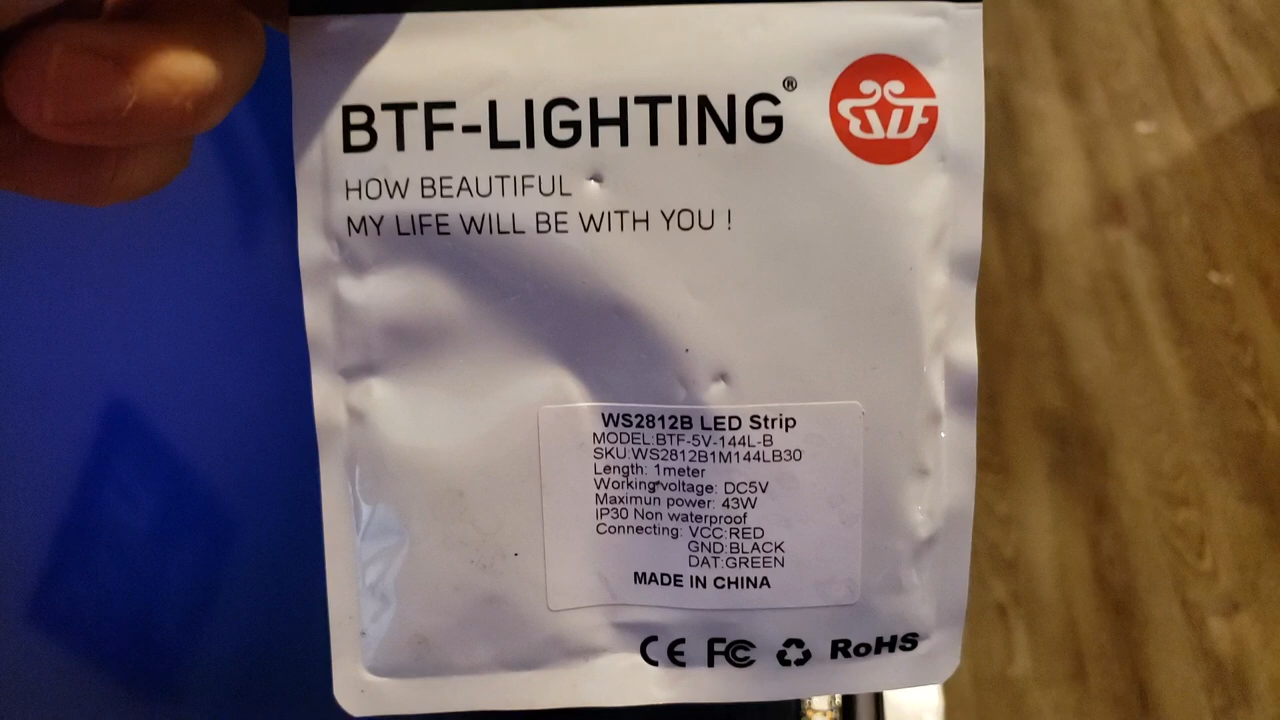 BTF-LIGHTING®
BTF
HOW BEAUTIFUL
MY LIFE WILL BE WITH YOU !
WS2812B LED Strip
MODEL:BTF-5V-144L-B
SKU:WS2812B1M144LB30
Length: 1meter
Working voltage: DC5V
Maximun power: 43W
IP30 Non waterproof
Connecting: VCC:RED
GND:BLACK
DAT:GREEN
MADE IN CHINA
CE FC RoHS